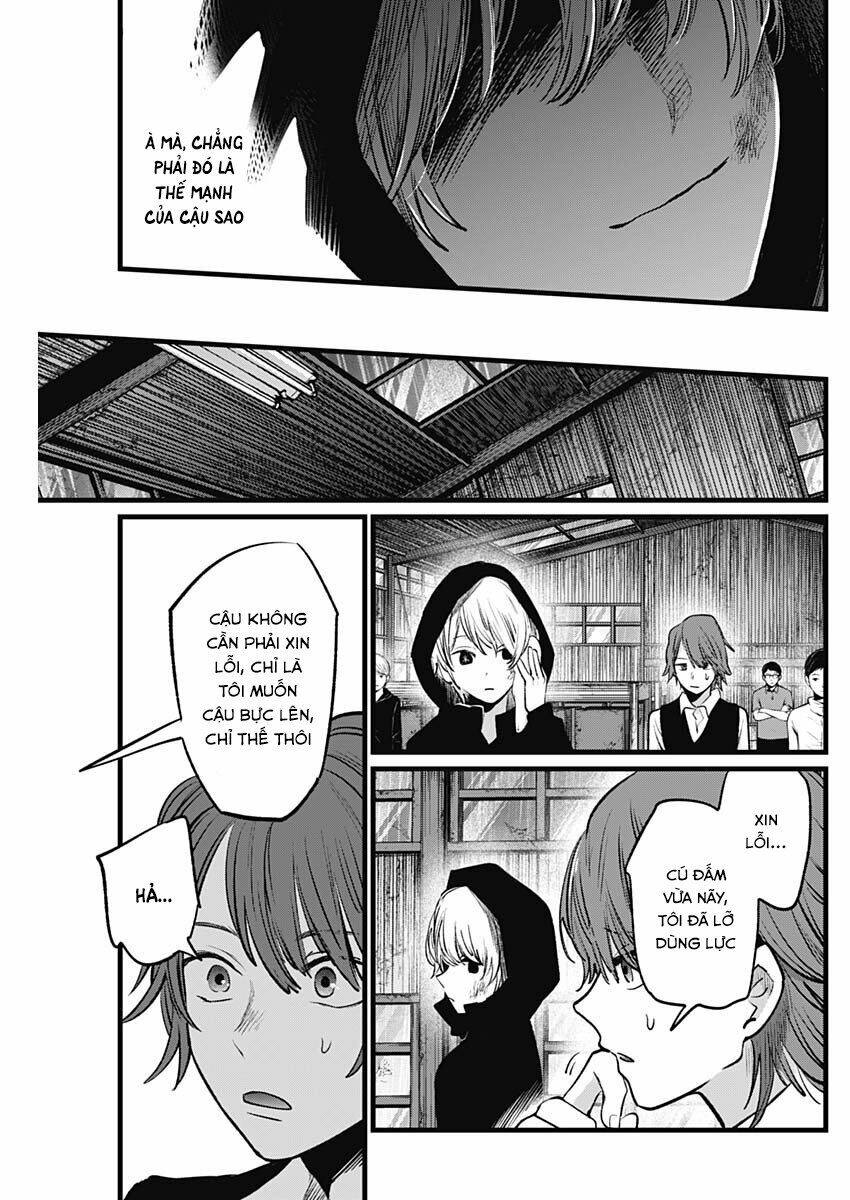 À MÀ, CHẲNG
PHẢI ĐÓ LÀ
THẾ MẠNH
CỦA CẬU SAO
XIN
LỖI...
CÚ ĐẤM
VỪA NÃY,
TÔI ĐÃ LỠ
DÙNG LỰC
CẬU KHÔNG
CẦN PHẢI XIN
LỖI, CHỈ LÀ
TÔI MUỐN
CẬU BỰC LÊN,
CHỈ THẾ THÔI
HẢ...